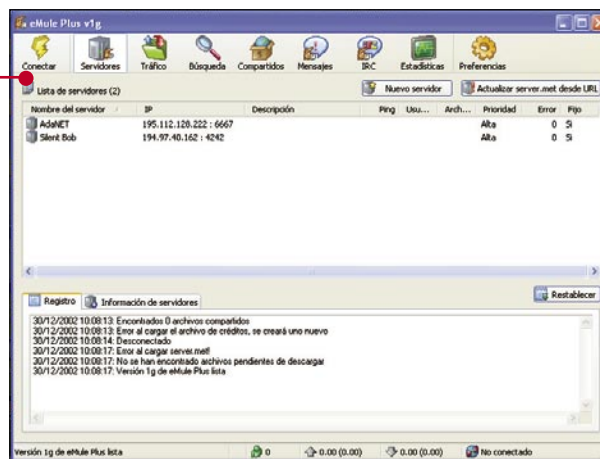 eMule Plus v1g
Conectar Servidores Tráfico Búsqueda Compartidos Mensajes IRC Estadísticas Preferencias
Lista de servidores (2) Nuevo servidor Actualizar server.met desde URL
Nombre del servidor IP Descripción Ping Usu... Arch... Prioridad Error Fijo
AdaNET 195.112.128.222 : 6667 Alta 0 Sí
Silent Bob 194.97.40.162 : 4242 Alta 0 Sí
Registro Información de servidores Restablecer
30/12/2002 10:08:13: Encontrados 0 archivos compartidos
30/12/2002 10:08:13: Error al cargar el archivo de créditos, se creará uno nuevo
30/12/2002 10:08:14: Desconectado
30/12/2002 10:08:17: Error al cargar server.met!
30/12/2002 10:08:17: No se han encontrado archivos pendientes de descargar
30/12/2002 10:08:17: Versión 1g de eMule Plus lista
Versión 1g de eMule Plus lista 0 0.00 (0.00) 0.00 (0.00) No conectado